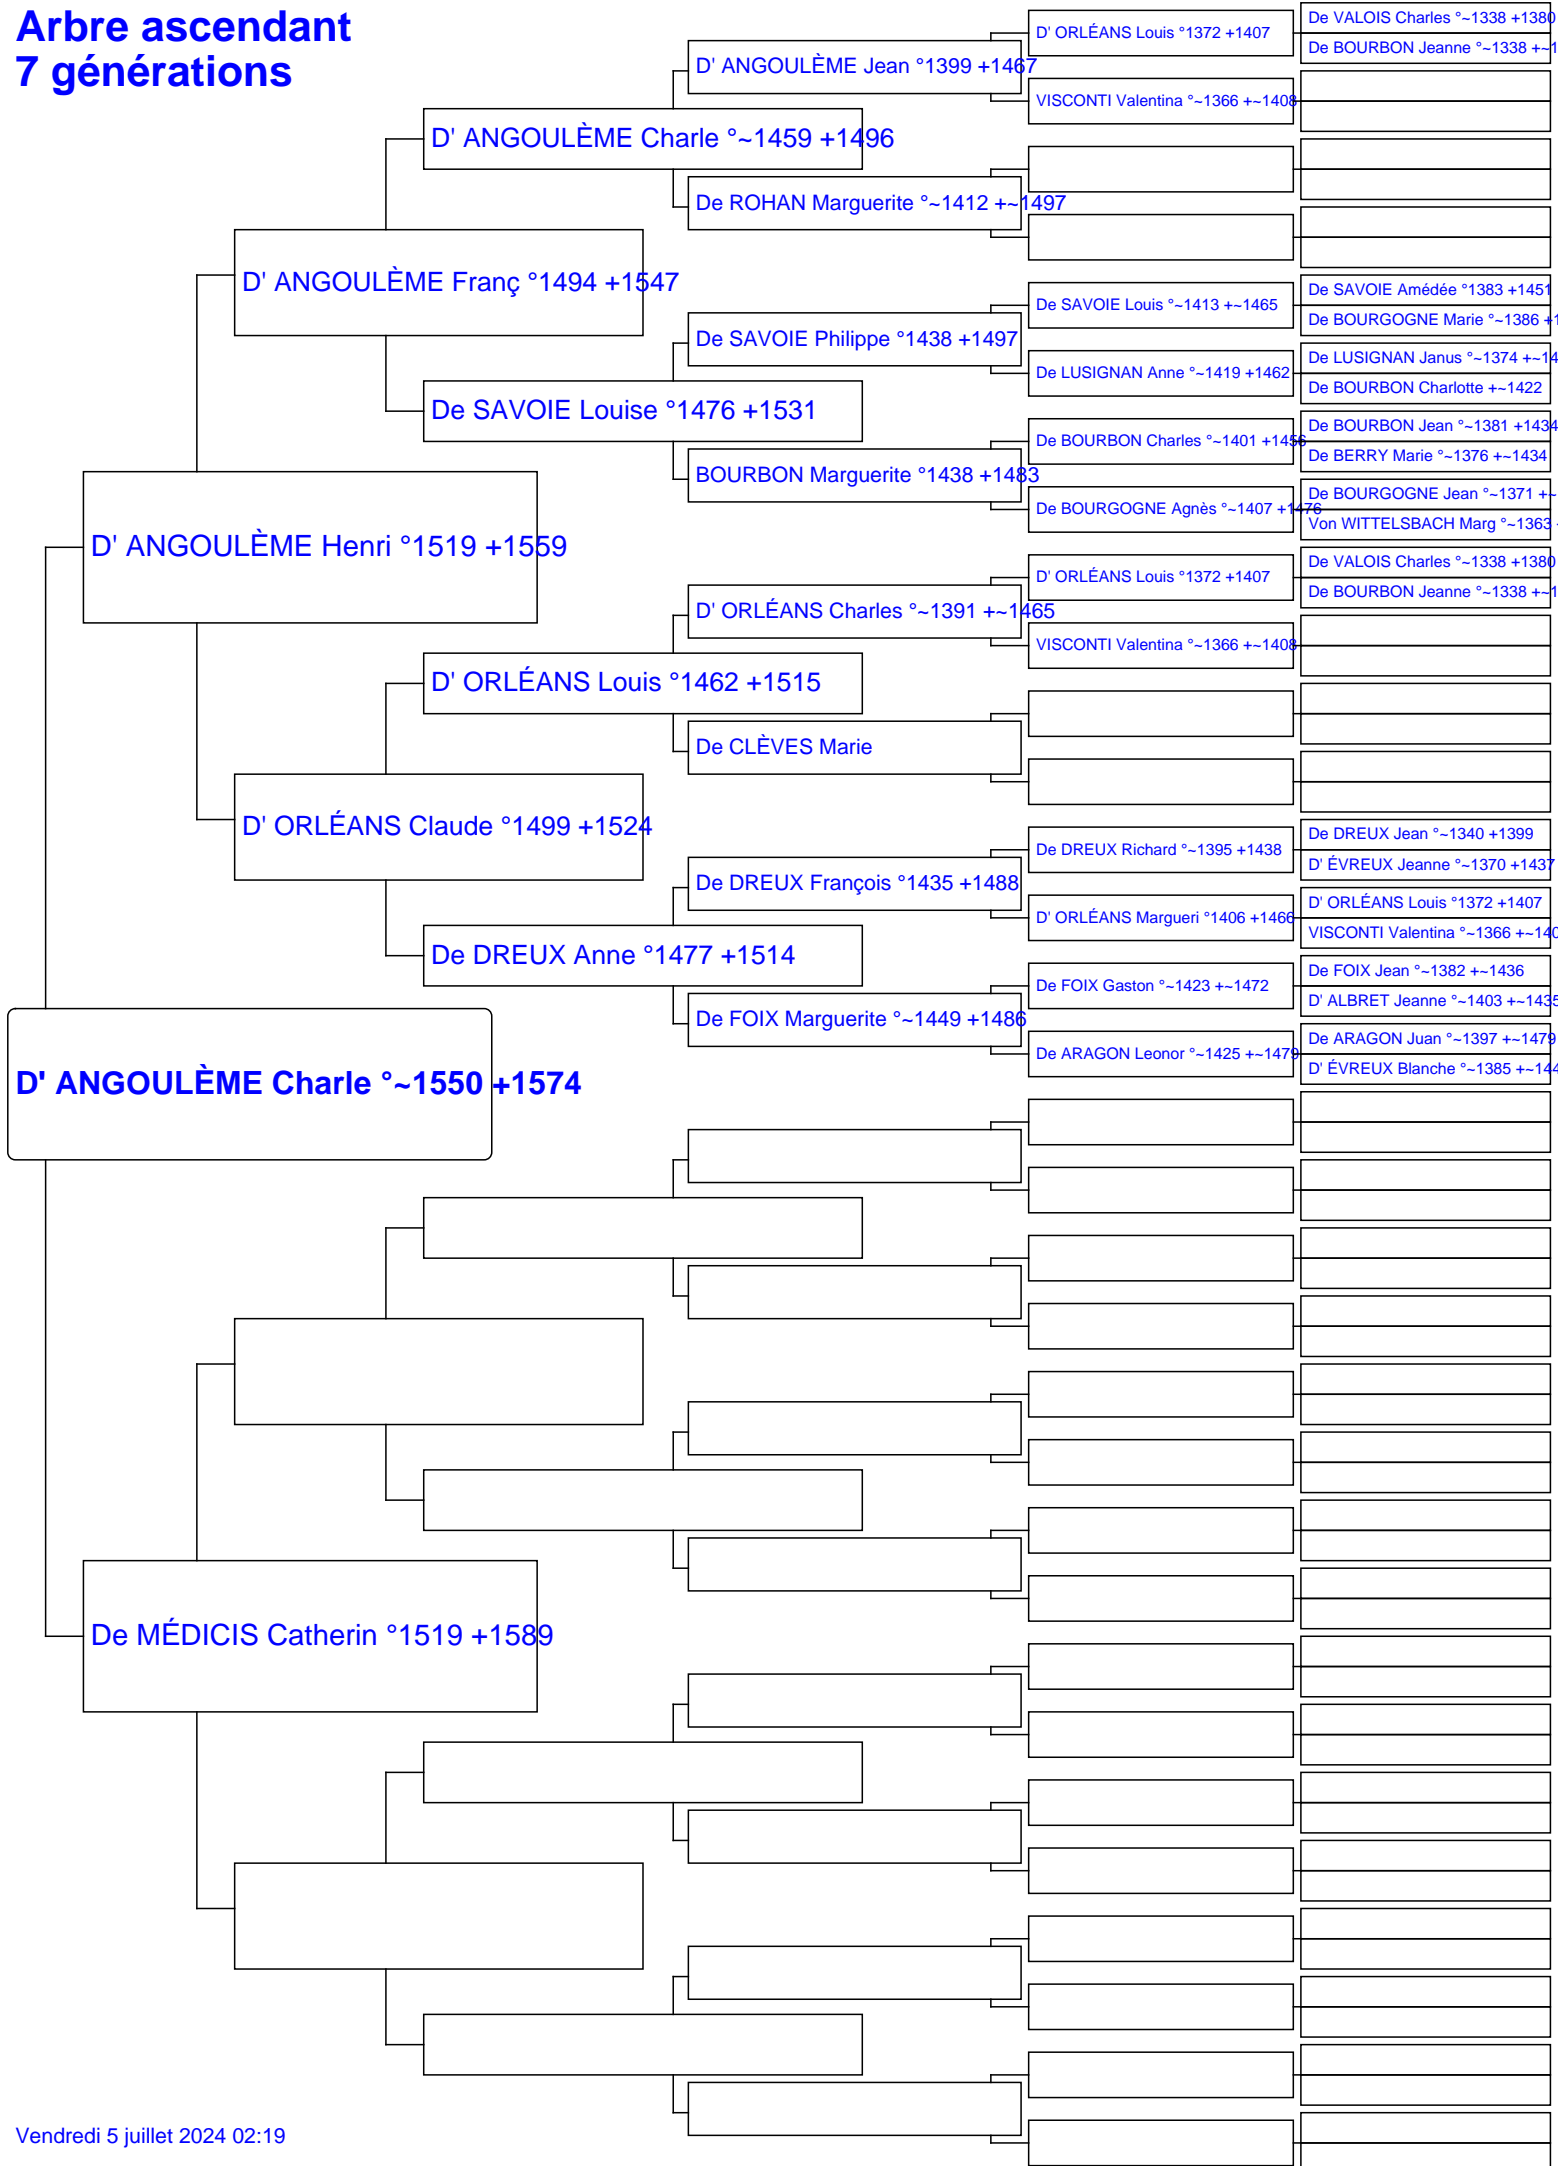 Arbre ascendant
7 générations
D' ORLÉANS Louis °1372 +1407
De VALOIS Charles °~1338 +1380
De BOURBON Jeanne °~1338 +~1
D' ANGOULÈME Jean °1399 +1467
VISCONTI Valentina °~1366 +~1408
D' ANGOULÈME Charle °~1459 +1496
De ROHAN Marguerite °~1412 +~1497
D' ANGOULÈME Franç °1494 +1547
De SAVOIE Louis °~1413 +~1465
De SAVOIE Amédée °1383 +1451
De BOURGOGNE Marie °~1386 +1
De SAVOIE Philippe °1438 +1497
De LUSIGNAN Anne °~1419 +1462
De LUSIGNAN Janus °~1374 +~14
De BOURBON Charlotte +~1422
De SAVOIE Louise °1476 +1531
De BOURBON Charles °~1401 +1456
De BOURBON Jean °~1381 +1434
De BERRY Marie °~1376 +~1434
BOURBON Marguerite °1438 +1483
De BOURGOGNE Agnès °~1407 +1476
De BOURGOGNE Jean °~1371 +~
Von WITTELSBACH Marg °~1363
D' ANGOULÈME Henri °1519 +1559
D' ORLÉANS Louis °1372 +1407
De VALOIS Charles °~1338 +1380
De BOURBON Jeanne °~1338 +~1
D' ORLÉANS Charles °~1391 +~1465
VISCONTI Valentina °~1366 +~1408
D' ORLÉANS Louis °1462 +1515
De CLÈVES Marie
D' ORLÉANS Claude °1499 +1524
De DREUX Richard °~1395 +1438
De DREUX Jean °~1340 +1399
D' ÉVREUX Jeanne °~1370 +1437
De DREUX François °1435 +1488
D' ORLÉANS Margueri °1406 +1466
D' ORLÉANS Louis °1372 +1407
VISCONTI Valentina °~1366 +~140
De DREUX Anne °1477 +1514
De FOIX Gaston °~1423 +~1472
De FOIX Jean °~1382 +~1436
D' ALBRET Jeanne °~1403 +~1435
De FOIX Marguerite °~1449 +1486
De ARAGON Leonor °~1425 +~1479
De ARAGON Juan °~1397 +~1479
D' ÉVREUX Blanche °~1385 +~144
D' ANGOULÈME Charle °~1550 +1574
De MÉDICIS Catherin °1519 +1589
Vendredi 5 juillet 2024 02:19